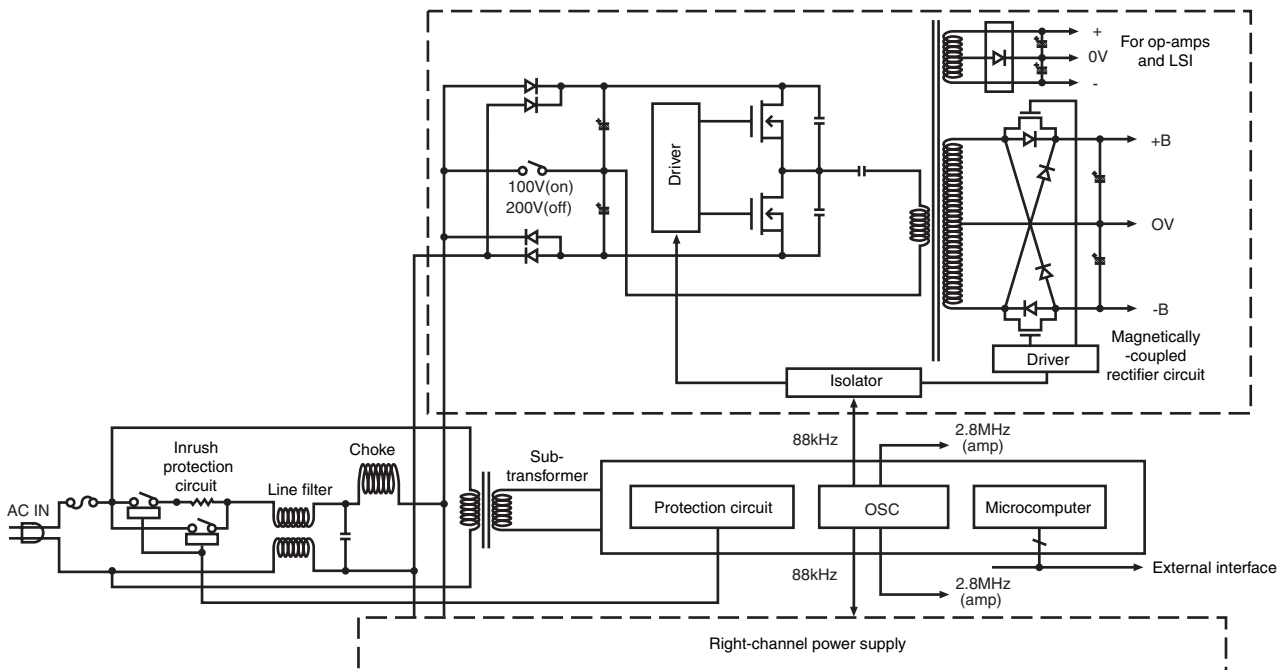 +
0V
-
For op-amps
and LSI
Driver
100V(on)
200V(off)
+B
OV
-B
Magnetically
-coupled
rectifier circuit
Driver
Isolator
88kHz
2.8MHz
(amp)
Inrush
protection
circuit
Choke
Line filter
Sub-
transformer
AC IN
Protection circuit
OSC
Microcomputer
88kHz
2.8MHz
(amp)
External interface
Right-channel power supply